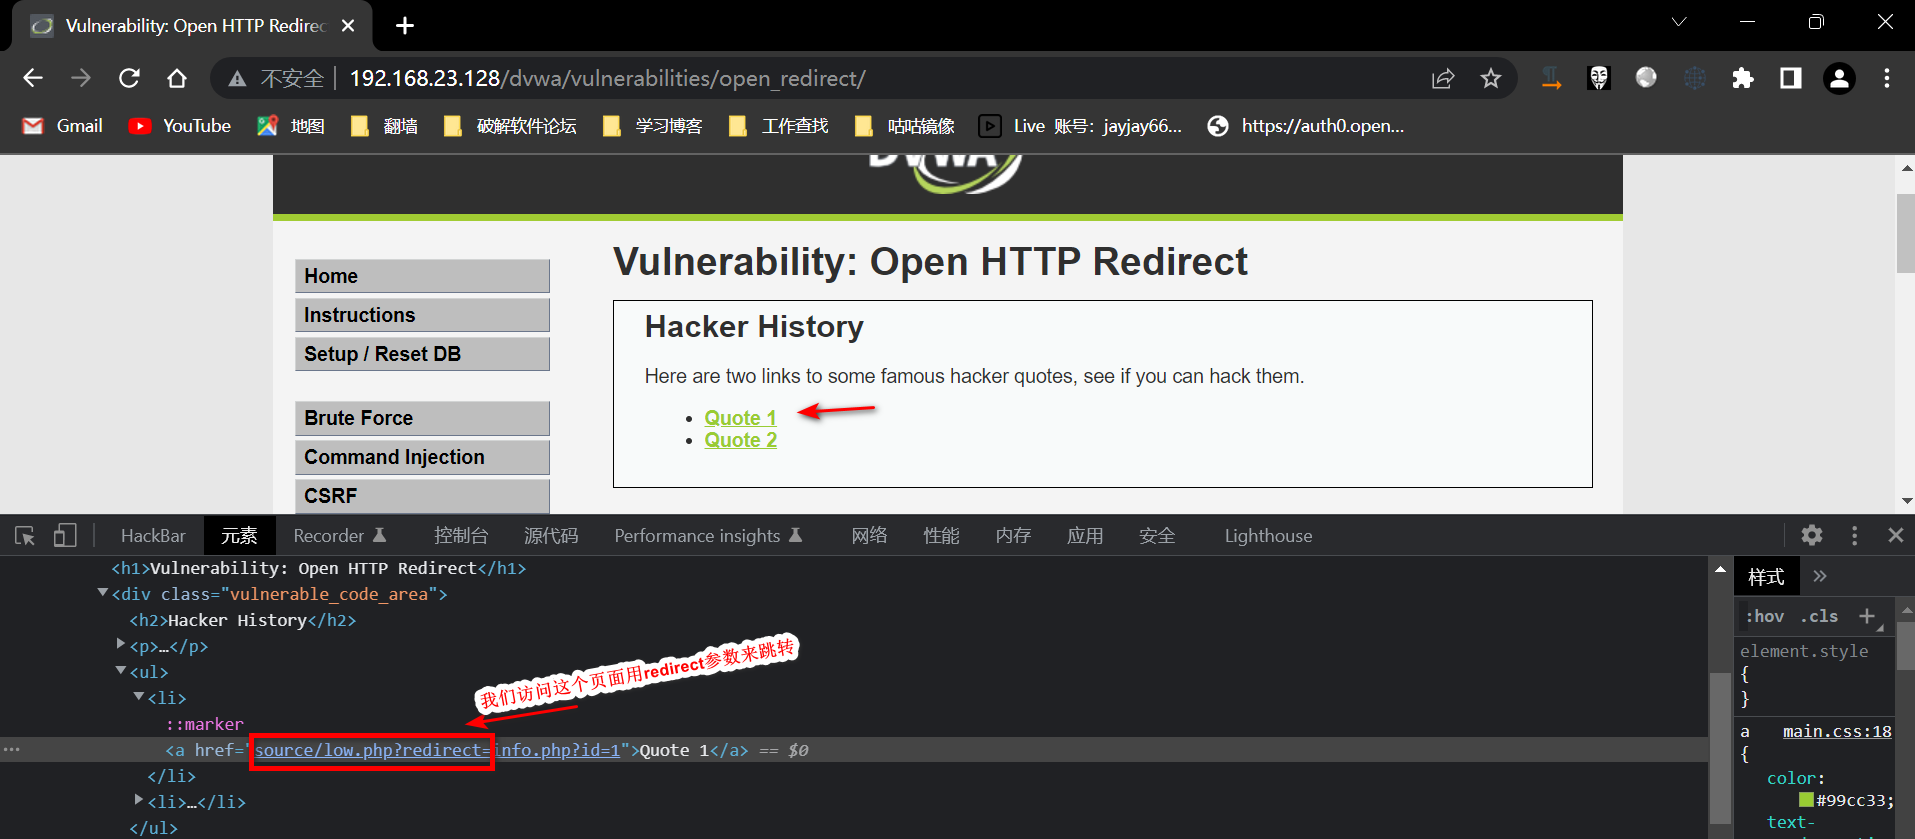 Vulnerability: Open HTTP Redirec
不安全 192.168.23.128/dvwa/vulnerabilities/open_redirect/
Gmail YouTube 地图 翻墙 破解软件论坛 学习博客 工作查找 咕咕镜像 Live 账号：jayjay66... https://auth0.open...
DVWA
Vulnerability: Open HTTP Redirect
Home
Instructions
Setup / Reset DB
Brute Force
Command Injection
CSRF
Hacker History
Here are two links to some famous hacker quotes, see if you can hack them.
• Quote 1
• Quote 2
HackBar 元素 Recorder 控制台 源代码 Performance insights 网络 性能 内存 应用 安全 Lighthouse
<h1>Vulnerability: Open HTTP Redirect</h1>
<div class="vulnerable_code_area">
<h2>Hacker History</h2>
<p>…</p>
<ul>
<li>
::marker
我们访问这个页面用redirect参数来跳转
<a href="source/low.php?redirect=info.php?id=1">Quote 1</a> == $0
</li>
<li>…</li>
</ul>
样式 »
:hov .cls +
element.style
{
}
a main.css:18
{
color:
#99cc33;
text-